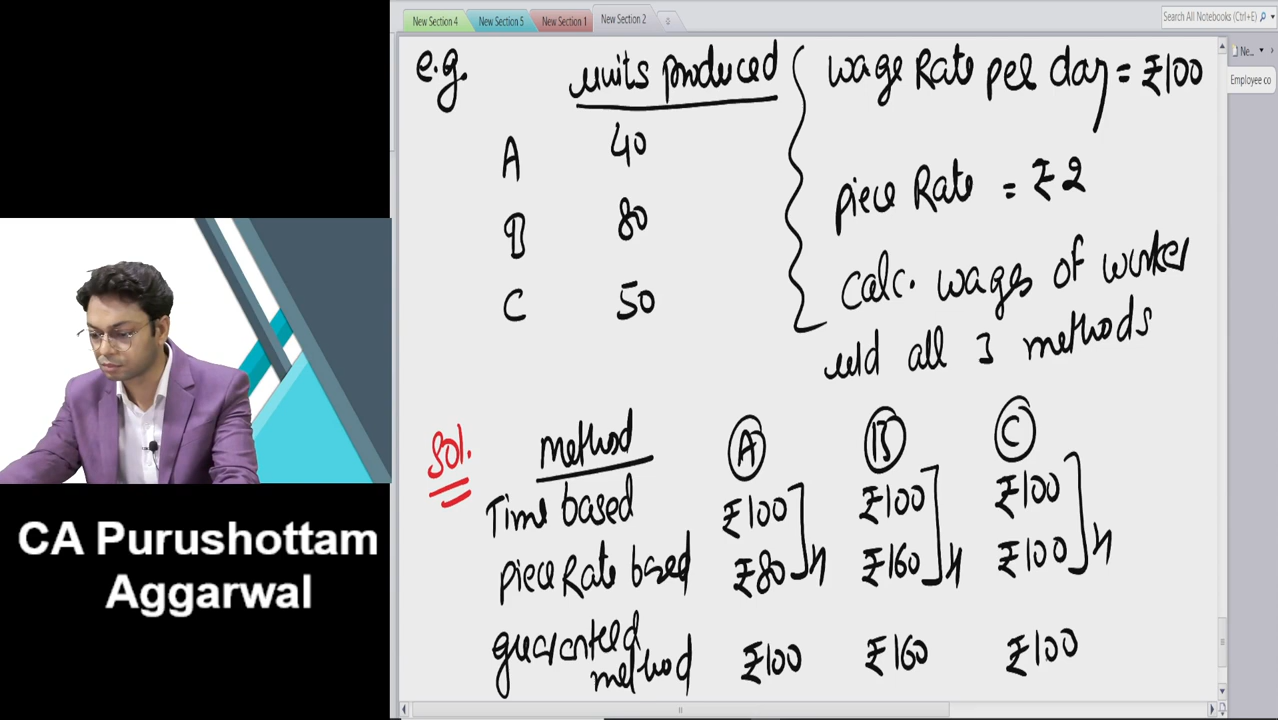 New Section 4 New Section 5 New Section 1 New Section 2
Search All Notebooks (Ctrl+E)
Ne...
Employee co
e.g. units produced
A 40
B 80
C 50
wage Rate per day = ₹100
piece Rate = ₹2
calc. wages of worker
u/d all 3 methods
Sol. method A B C
Time based ₹100 ₹100 ₹100
piece Rate based ₹80 ₹160 ₹100
H H H
guaranteed
method ₹100 ₹160 ₹100
CA Purushottam
Aggarwal